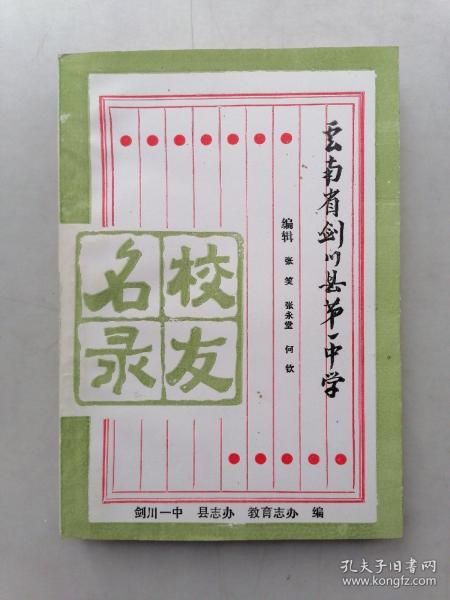 云南省剑川县第一中学
校友
名录
编辑 张笑 张永堂 何钦
剑川一中 县志办 教育志办 编
孔夫子旧书网
www.kongfz.com